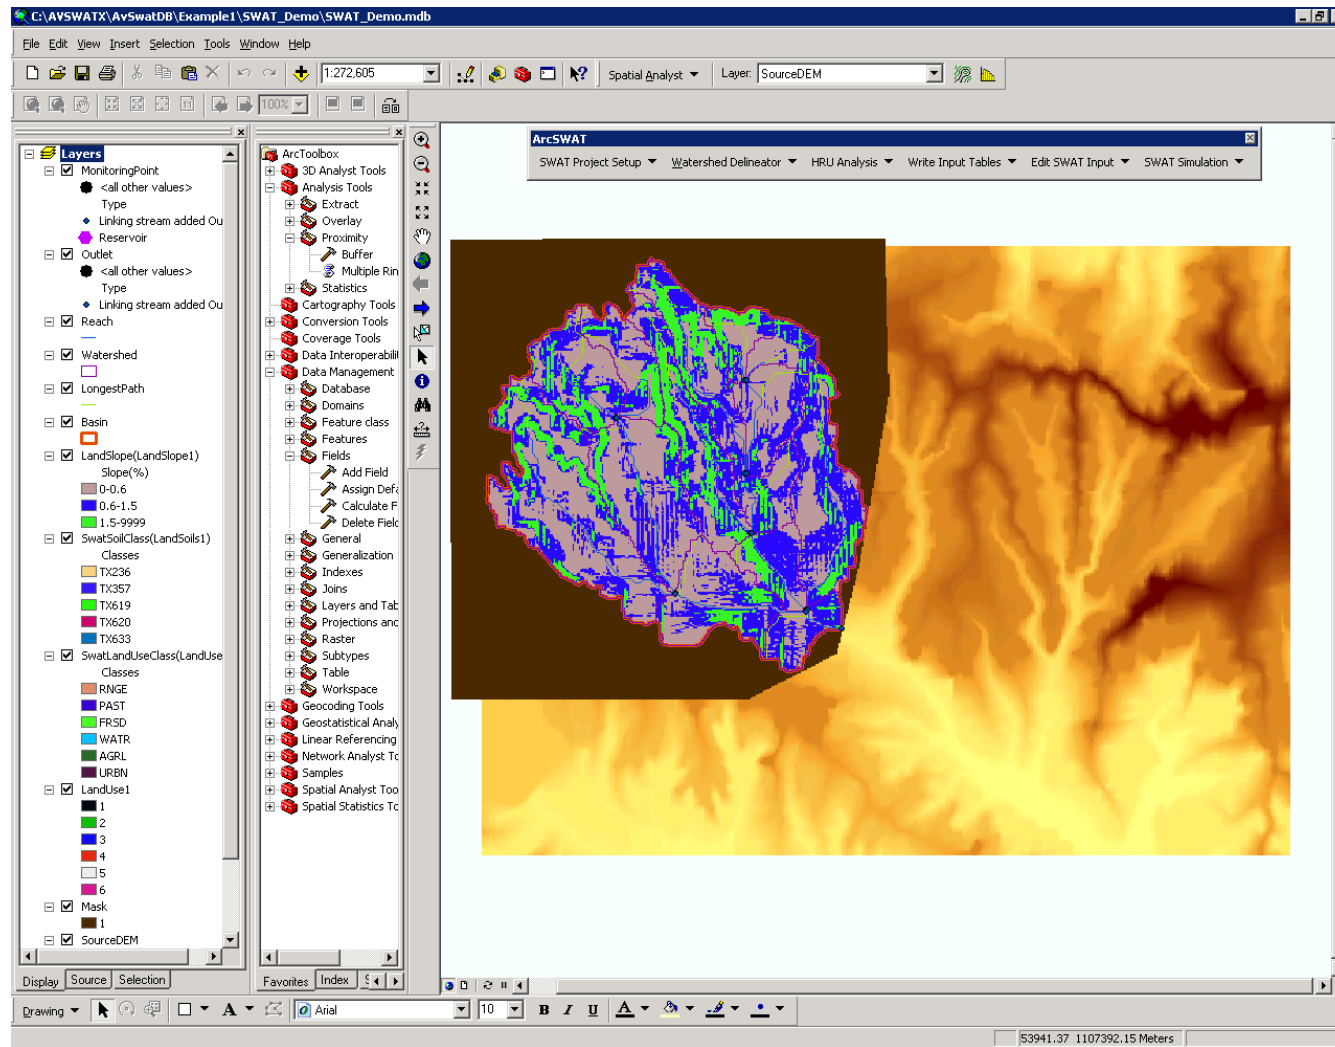 C:\AVSWATX\AvSwatDB\Example1\SWAT_Demo\SWAT_Demo.mdb
File Edit View Insert Selection Tools Window Help
1:272,605
Spatial Analyst
Layer: SourceDEM
100%
Layers
MonitoringPoint
<all other values>
Type
Linking stream added Ou
Reservoir
Outlet
<all other values>
Type
Linking stream added Ou
Reach
Watershed
LongestPath
Basin
LandSlope(LandSlope1)
Slope(%)
0-0.6
0.6-1.5
1.5-9999
SwatSoilClass(LandSoils1)
Classes
TX236
TX357
TX619
TX620
TX633
SwatLandUseClass(LandUse
Classes
RNGE
PAST
FRSD
WATR
AGRL
URBN
LandUse1
1
2
3
4
5
6
Mask
1
SourceDEM
Display Source Selection
ArcToolbox
3D Analyst Tools
Analysis Tools
Extract
Overlay
Proximity
Buffer
Multiple Rin
Statistics
Cartography Tools
Conversion Tools
Coverage Tools
Data Interoperabilit
Data Management
Database
Domains
Feature class
Features
Fields
Add Field
Assign Defa
Calculate F
Delete Field
General
Generalization
Indexes
Joins
Layers and Tab
Projections and
Raster
Subtypes
Table
Workspace
Geocoding Tools
Geostatistical Analy
Linear Referencing
Network Analyst To
Samples
Spatial Analyst Too
Spatial Statistics To
Favorites Index
ArcSWAT
SWAT Project Setup Watershed Delineator HRU Analysis Write Input Tables Edit SWAT Input SWAT Simulation
Drawing A Arial 10 B I U A
53941.37 1107392.15 Meters